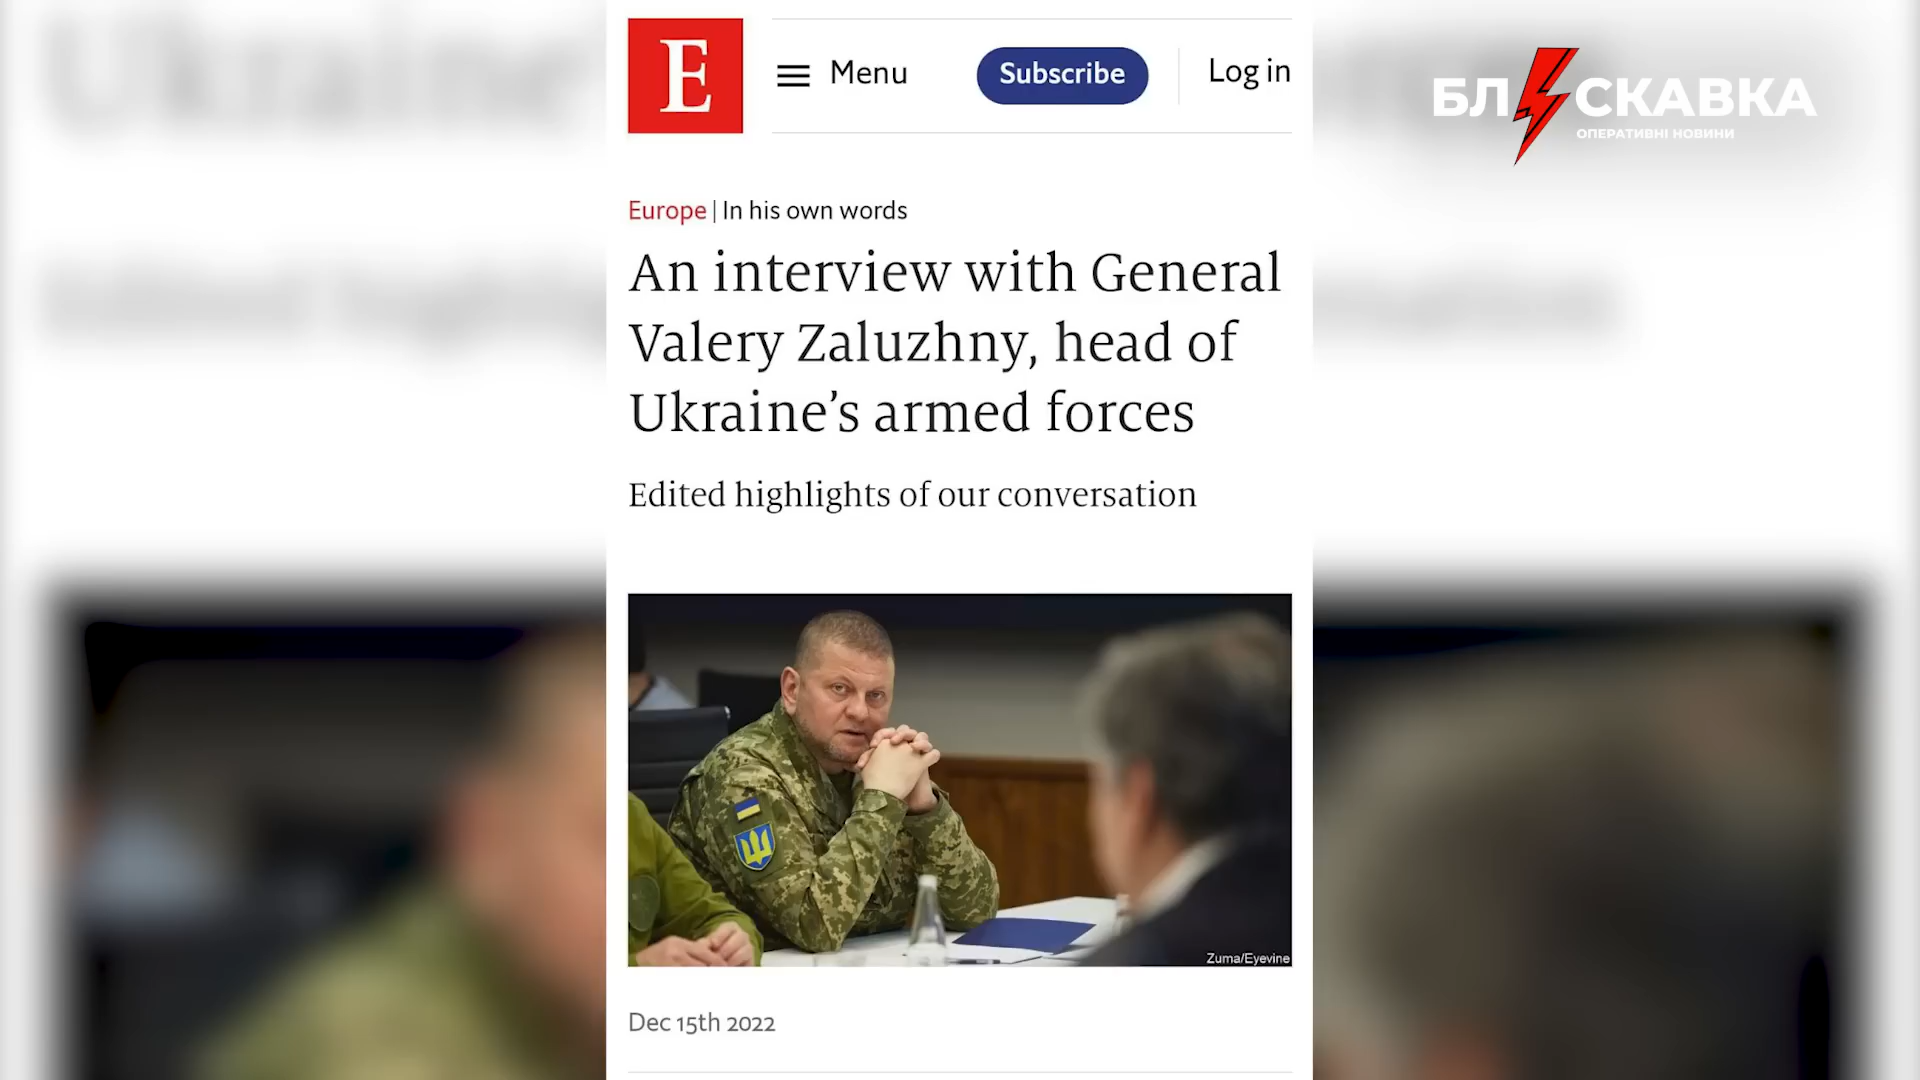 E
Menu
Subscribe
Log in
БЛИСКАВКА
ОПЕРАТИВНІ НОВИНИ
Europe | In his own words
An interview with General
Valery Zaluzhny, head of
Ukraine’s armed forces
Edited highlights of our conversation
Zuma/Eyevine
Dec 15th 2022